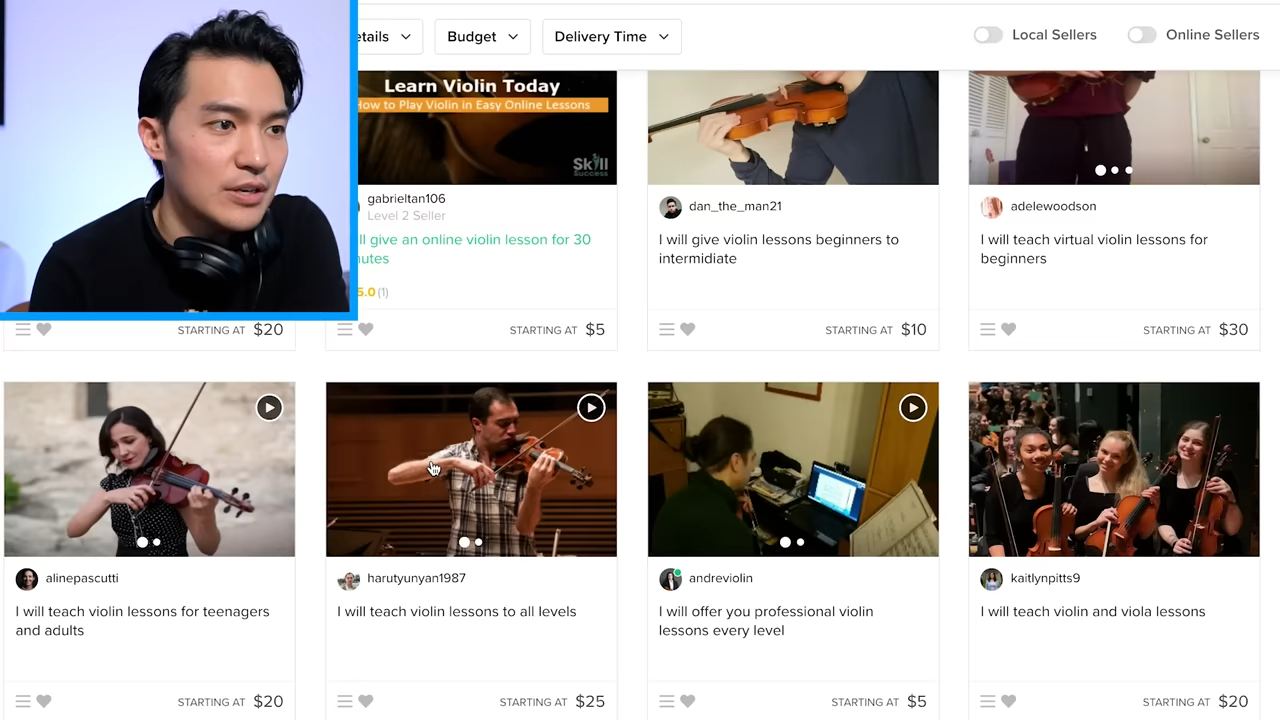 etails
Budget
Delivery Time
Local Sellers
Online Sellers
Learn Violin Today
How to Play Violin in Easy Online Lessons
Skill
Success
gabrieltan106
Level 2 Seller
ll give an online violin lesson for 30
nutes
5.0 (1)
STARTING AT $20
STARTING AT $5
dan_the_man21
I will give violin lessons beginners to
intermidiate
STARTING AT $10
adelewoodson
I will teach virtual violin lessons for
beginners
STARTING AT $30
alinepascutti
I will teach violin lessons for teenagers
and adults
STARTING AT $20
harutyunyan1987
I will teach violin lessons to all levels
STARTING AT $25
andreviolin
I will offer you professional violin
lessons every level
STARTING AT $5
kaitlynpitts9
I will teach violin and viola lessons
STARTING AT $20